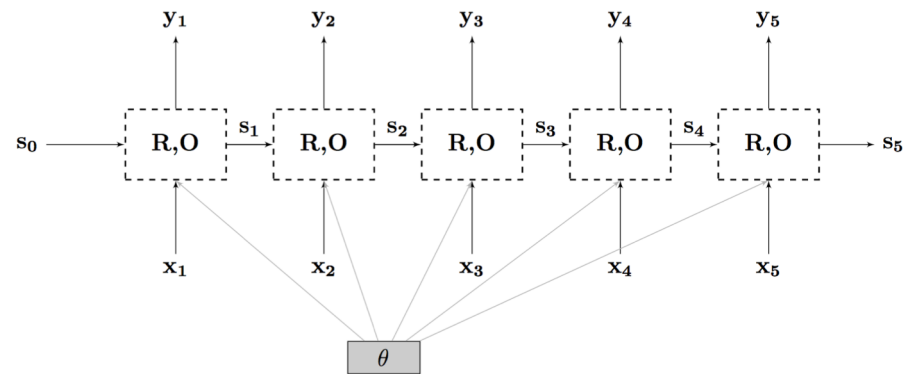 y₁ y₂ y₃ y₄ y₅
s₀ R,O s₁ R,O s₂ R,O s₃ R,O s₄ R,O s₅
x₁ x₂ x₃ x₄ x₅
θ